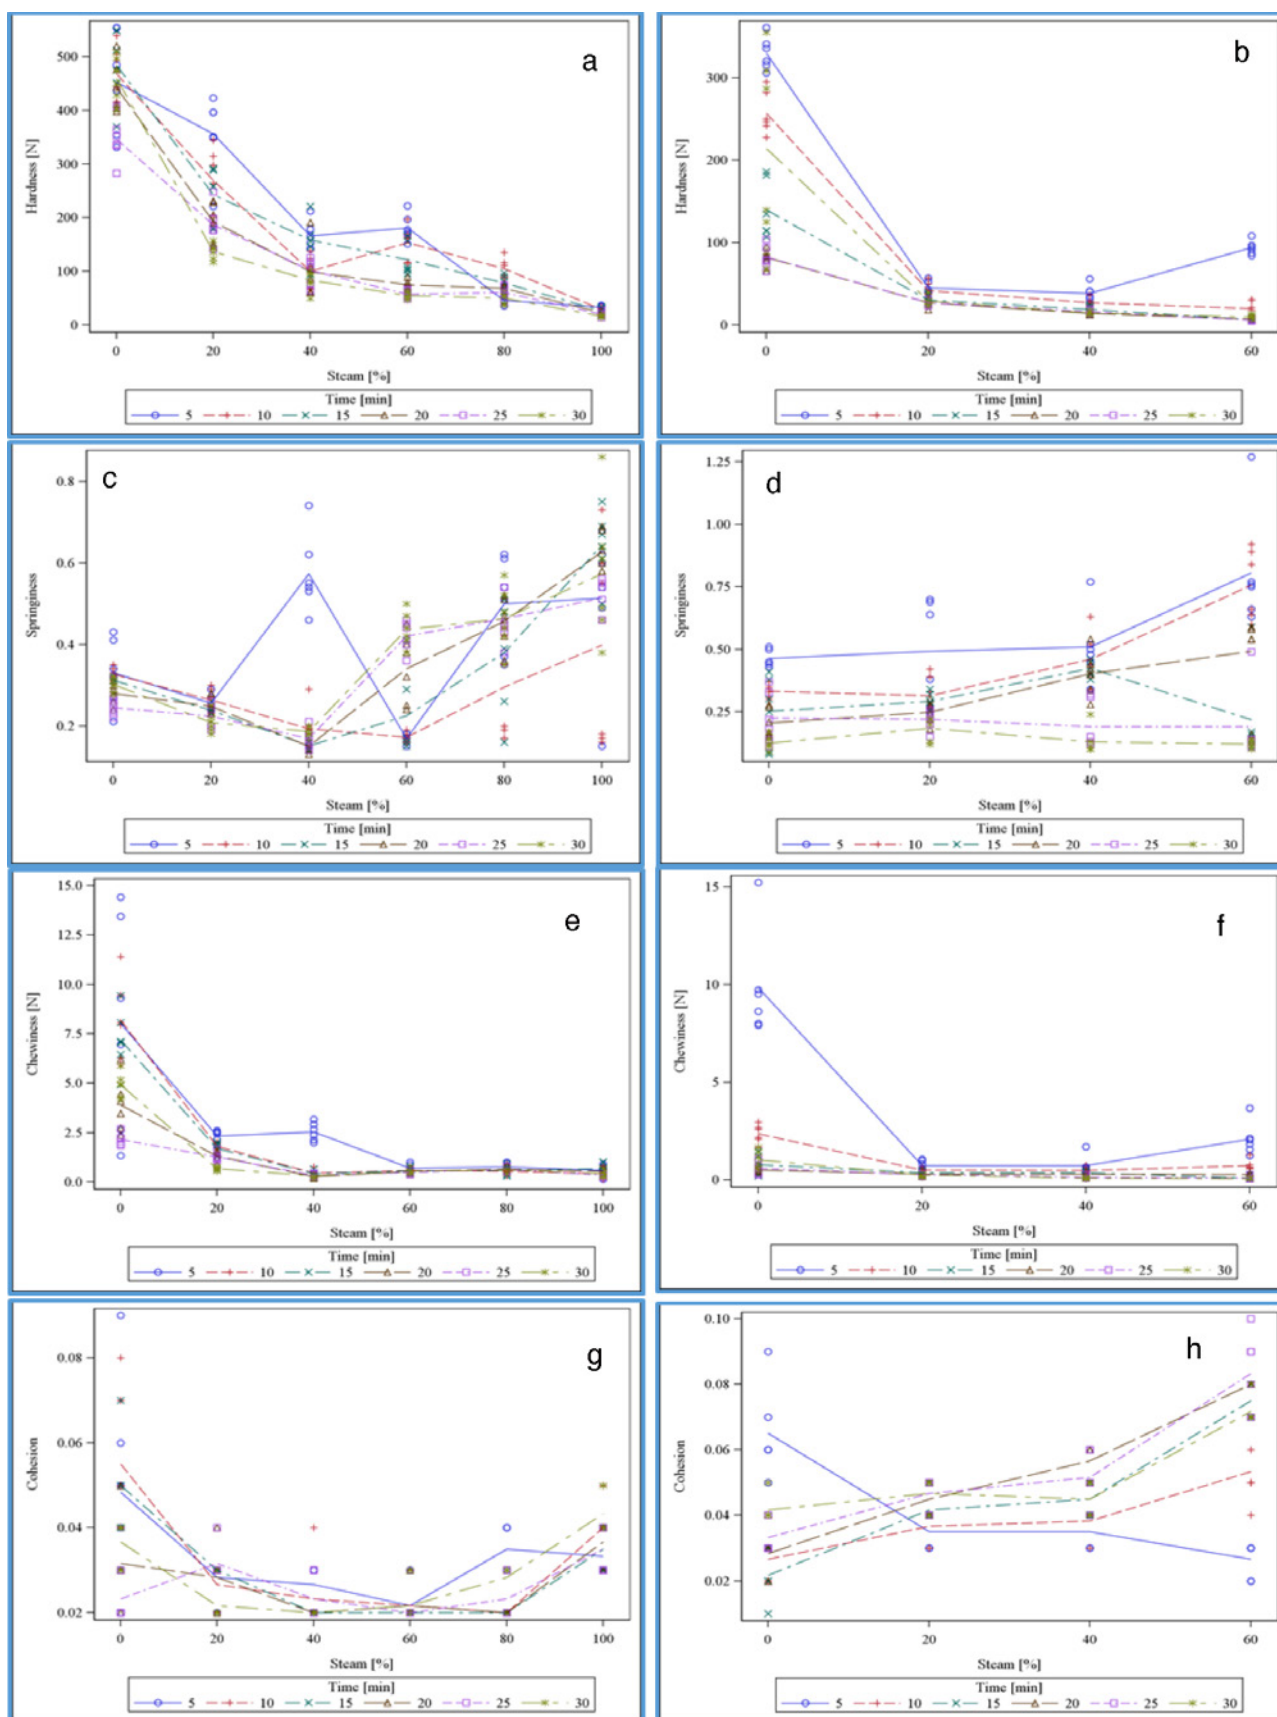 a
500
400
300
200
100
0
Hardness [N]
0 20 40 60 80 100
Steam [%]
Time [min]
5 10 15 20 25 30
b
300
200
100
0
Hardness [N]
0 20 40 60
Steam [%]
Time [min]
5 10 15 20 25 30
c
0.8
0.6
0.4
0.2
Springiness
0 20 40 60 80 100
Steam [%]
Time [min]
5 10 15 20 25 30
d
1.25
1.00
0.75
0.50
0.25
Springiness
0 20 40 60
Steam [%]
Time [min]
5 10 15 20 25 30
e
15.0
12.5
10.0
7.5
5.0
2.5
0.0
Chewiness [N]
0 20 40 60 80 100
Steam [%]
Time [min]
5 10 15 20 25 30
f
15
10
5
0
Chewiness [N]
0 20 40 60
Steam [%]
Time [min]
5 10 15 20 25 30
g
0.08
0.06
0.04
0.02
Cohesion
0 20 40 60 80 100
Steam [%]
Time [min]
5 10 15 20 25 30
h
0.10
0.08
0.06
0.04
0.02
Cohesion
0 20 40 60
Steam [%]
Time [min]
5 10 15 20 25 30